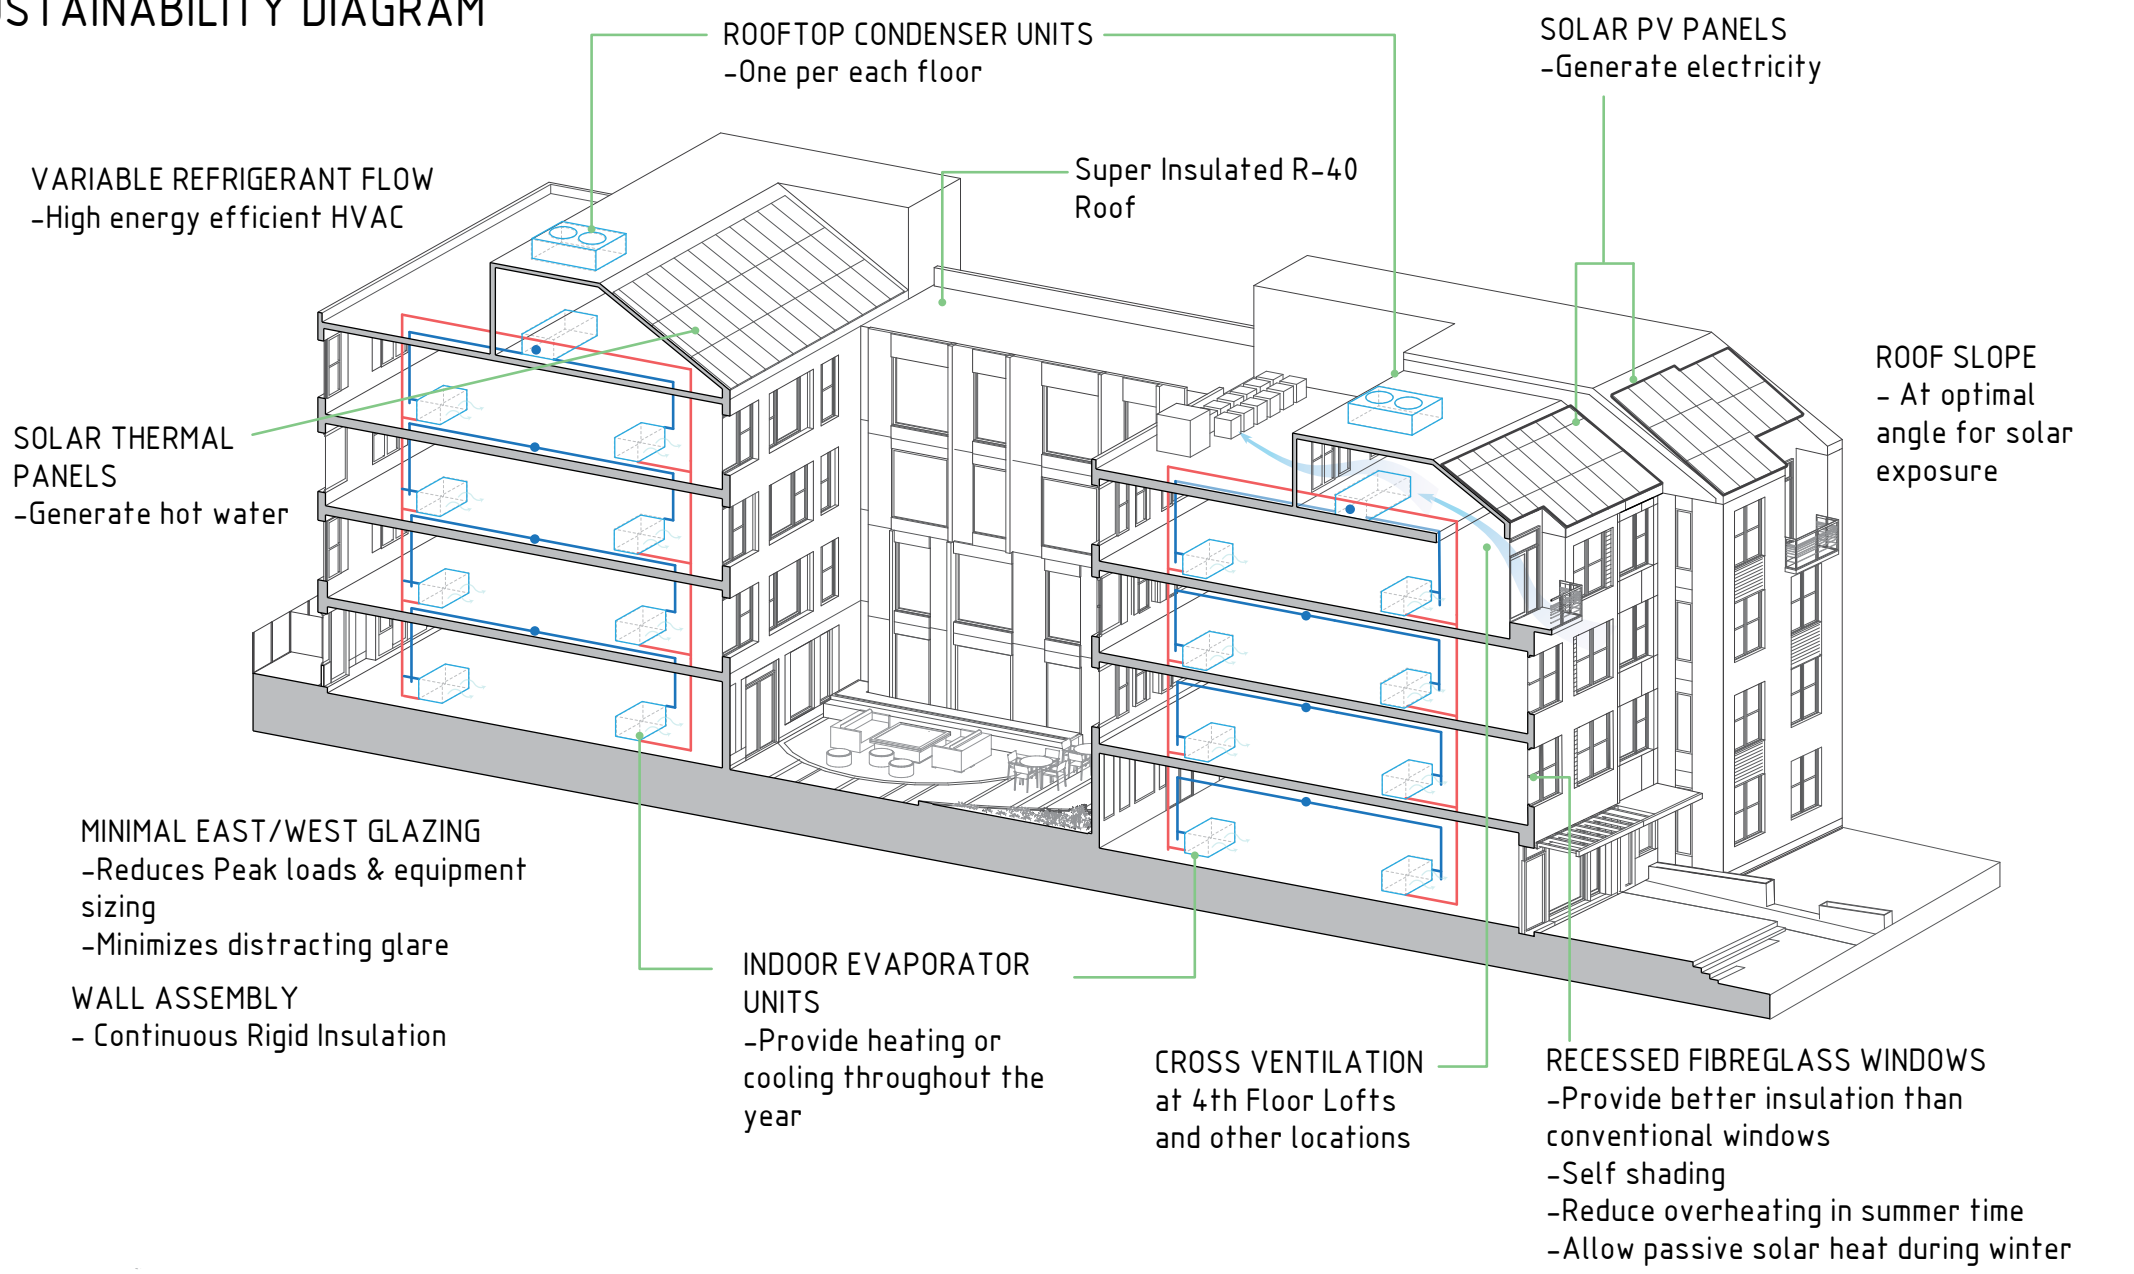 USTAINABILITY DIAGRAM
ROOFTOP CONDENSER UNITS
-One per each floor
SOLAR PV PANELS
-Generate electricity
VARIABLE REFRIGERANT FLOW
-High energy efficient HVAC
Super Insulated R-40
Roof
ROOF SLOPE
- At optimal
angle for solar
exposure
SOLAR THERMAL
PANELS
-Generate hot water
MINIMAL EAST/WEST GLAZING
-Reduces Peak loads & equipment
sizing
-Minimizes distracting glare
WALL ASSEMBLY
- Continuous Rigid Insulation
INDOOR EVAPORATOR
UNITS
-Provide heating or
cooling throughout the
year
CROSS VENTILATION
at 4th Floor Lofts
and other locations
RECESSED FIBREGLASS WINDOWS
-Provide better insulation than
conventional windows
-Self shading
-Reduce overheating in summer time
-Allow passive solar heat during winter